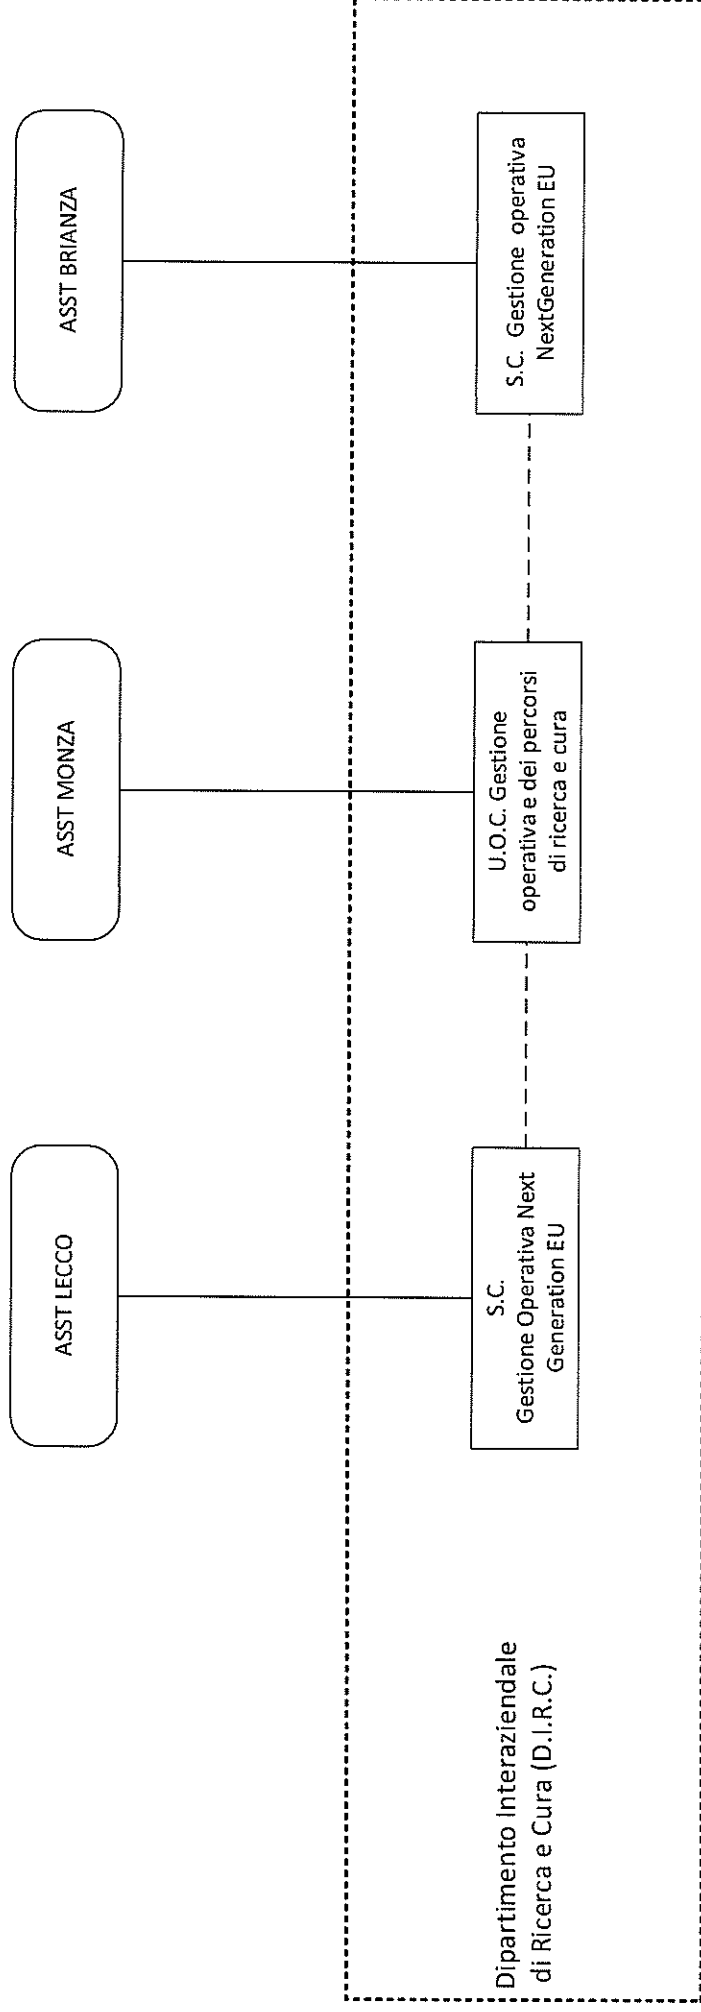 ASST LECCO
ASST MONZA
ASST BRIANZA
Dipartimento Interaziendale
di Ricerca e Cura (D.I.R.C.)
S.C.
Gestione Operativa Next
Generation EU
U.O.C. Gestione
operativa e dei percorsi
di ricerca e cura
S.C. Gestione operativa
NextGeneration EU